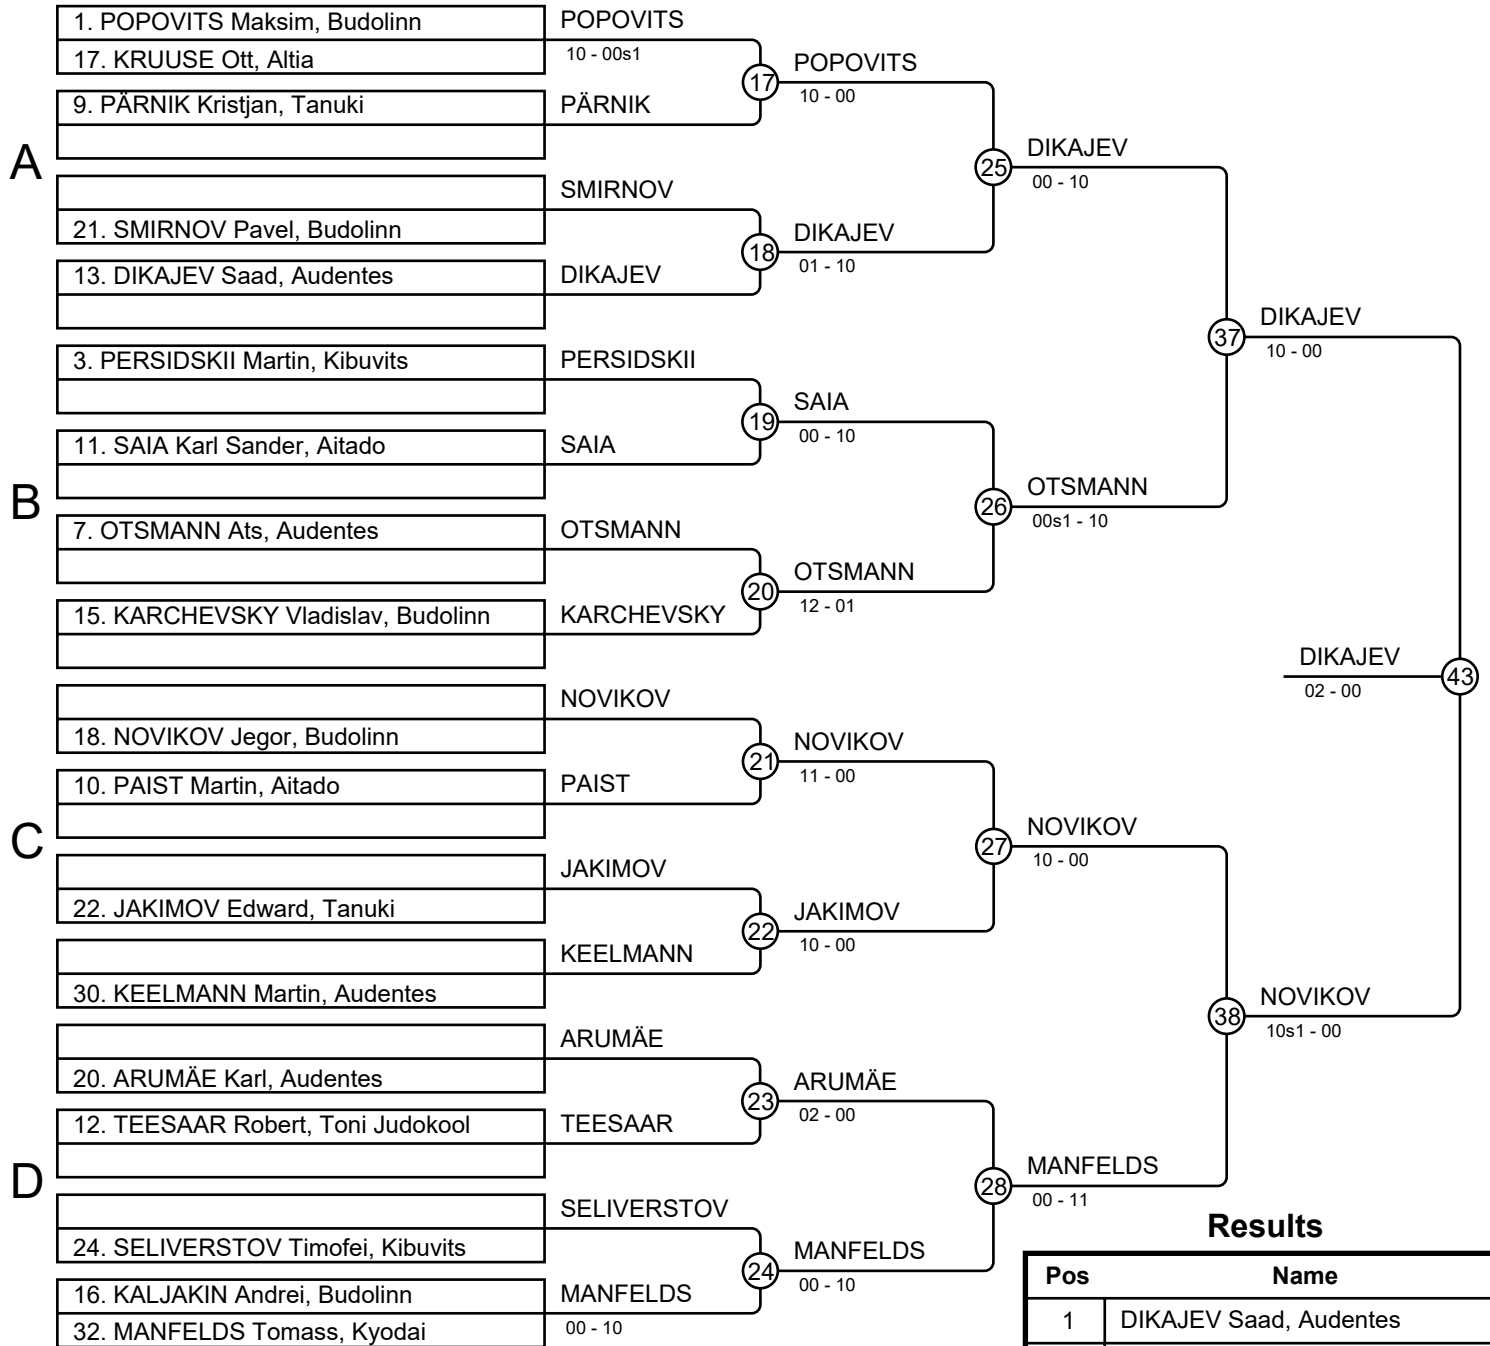 A
1. POPOVITS Maksim, Budolinn
17. KRUUSE Ott, Altia
9. PÄRNIK Kristjan, Tanuki
21. SMIRNOV Pavel, Budolinn
13. DIKAJEV Saad, Audentes
B
3. PERSIDSKII Martin, Kibuvits
11. SAIA Karl Sander, Aitado
7. OTSMANN Ats, Audentes
15. KARCHEVSKY Vladislav, Budolinn
C
18. NOVIKOV Jegor, Budolinn
10. PAIST Martin, Aitado
22. JAKIMOV Edward, Tanuki
30. KEELMANN Martin, Audentes
D
20. ARUMÄE Karl, Audentes
12. TEESAAR Robert, Toni Judokool
24. SELIVERSTOV Timofei, Kibuvits
16. KALJAKIN Andrei, Budolinn
32. MANFELDS Tomass, Kyodai
POPOVITS
10 - 00s1
PÄRNIK
SMIRNOV
DIKAJEV
PERSIDSKII
SAIA
OTSMANN
KARCHEVSKY
NOVIKOV
PAIST
JAKIMOV
KEELMANN
ARUMÄE
TEESAAR
SELIVERSTOV
MANFELDS
00 - 10
17
POPOVITS
10 - 00
18
DIKAJEV
01 - 10
19
SAIA
00 - 10
20
OTSMANN
12 - 01
21
NOVIKOV
11 - 00
22
JAKIMOV
10 - 00
23
ARUMÄE
02 - 00
24
MANFELDS
00 - 10
25
DIKAJEV
00 - 10
26
OTSMANN
00s1 - 10
27
NOVIKOV
10 - 00
28
MANFELDS
00 - 11
37
DIKAJEV
10 - 00
38
NOVIKOV
10s1 - 00
DIKAJEV
02 - 00
43
Results
Pos Name
1 DIKAJEV Saad, Audentes